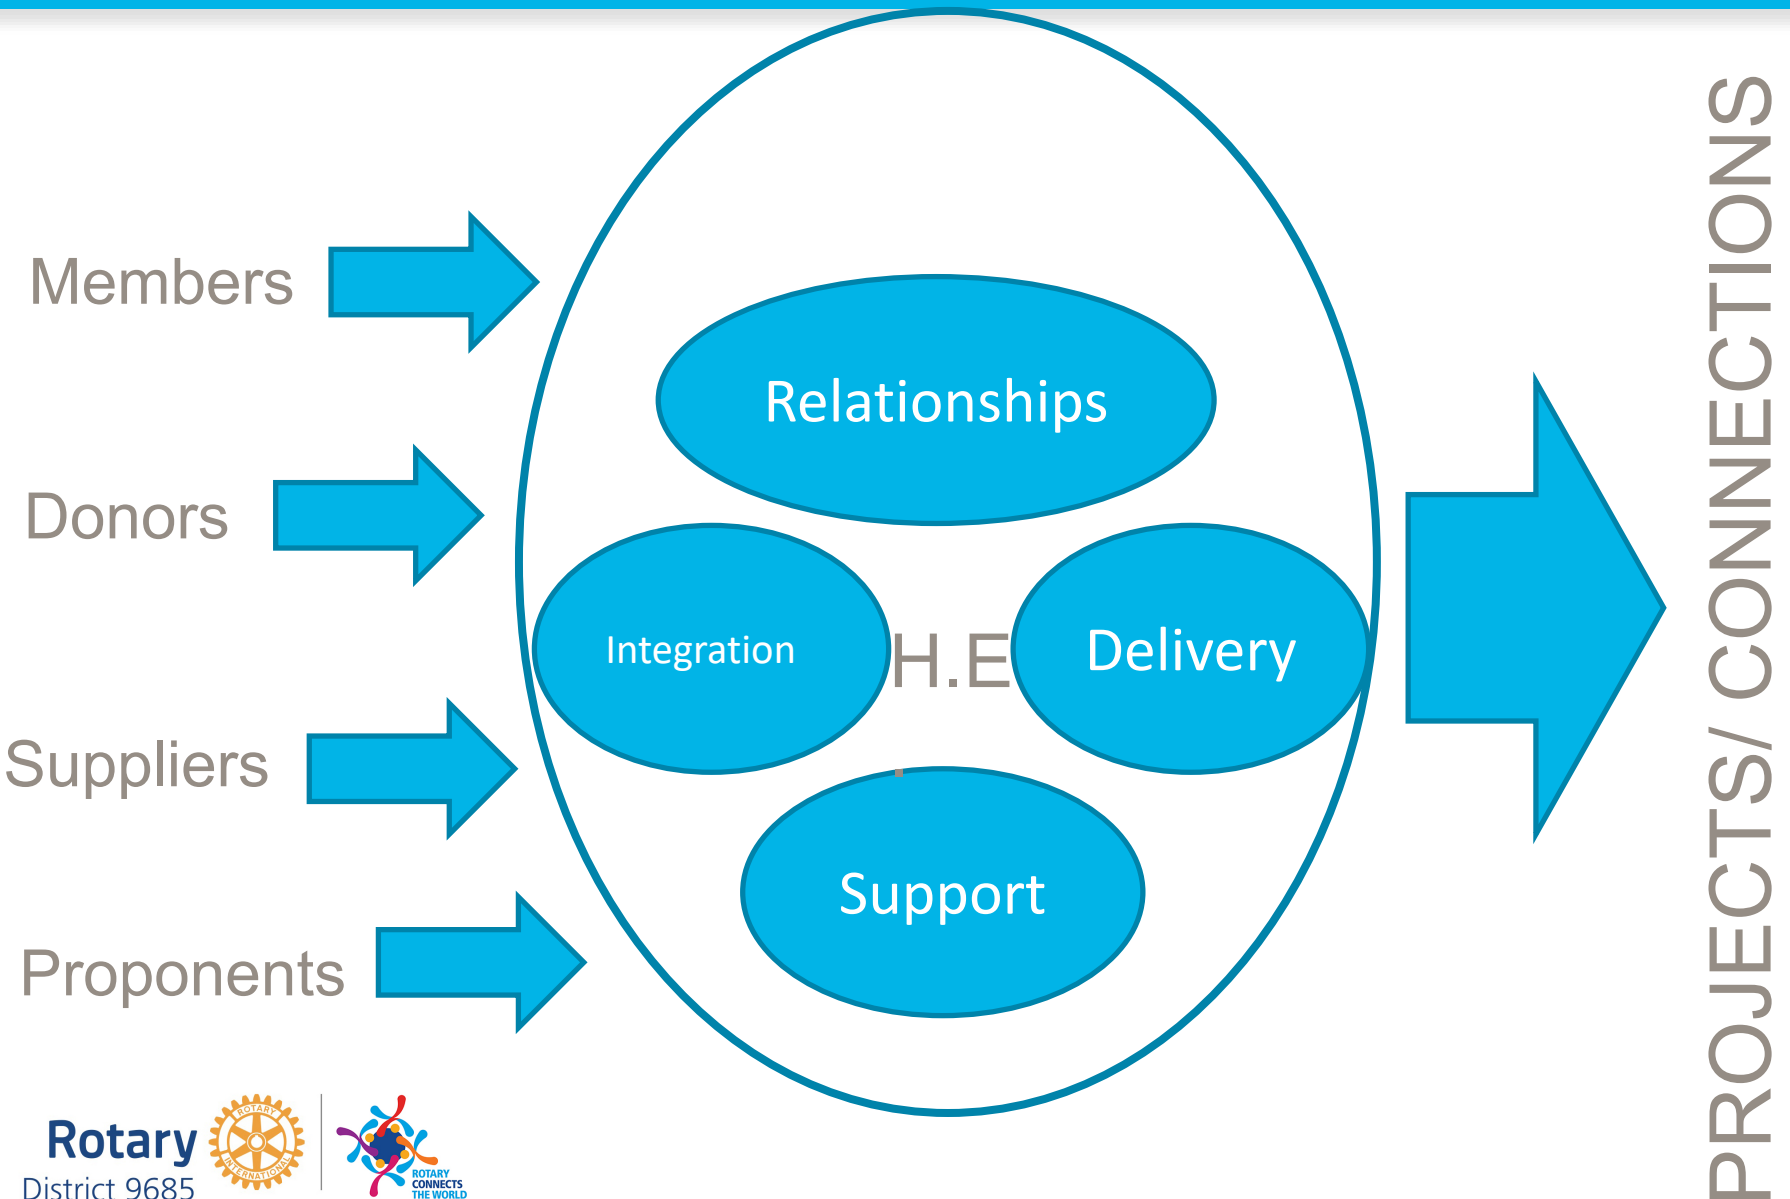 Members
Donors
Suppliers
Proponents
Relationships
Integration
H.E
Delivery
Support
PROJECTS/ CONNECTIONS
Rotary
District 9685
ROTARY
INTERNATIONAL
ROTARY
CONNECTS
THE WORLD